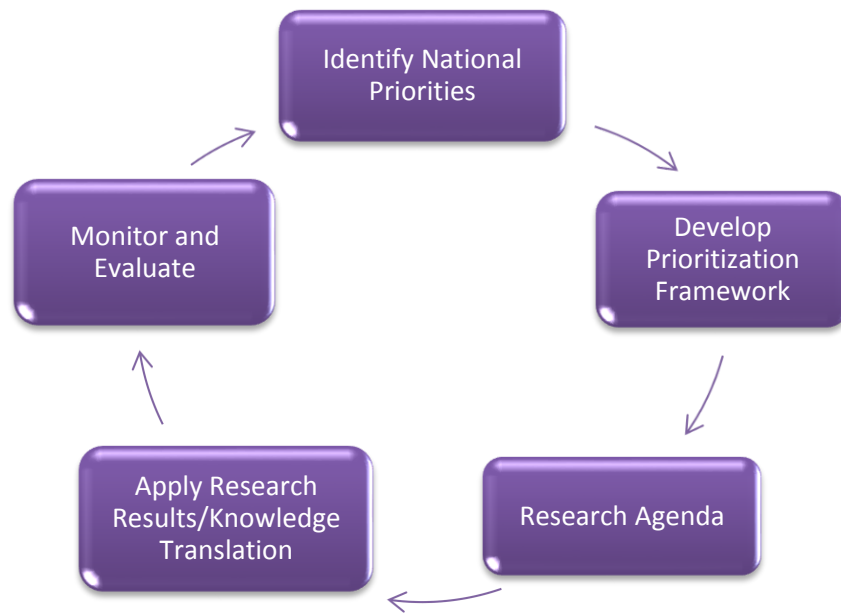 Identify National
Priorities
Develop
Prioritization
Framework
Research Agenda
Apply Research
Results/Knowledge
Translation
Monitor and
Evaluate